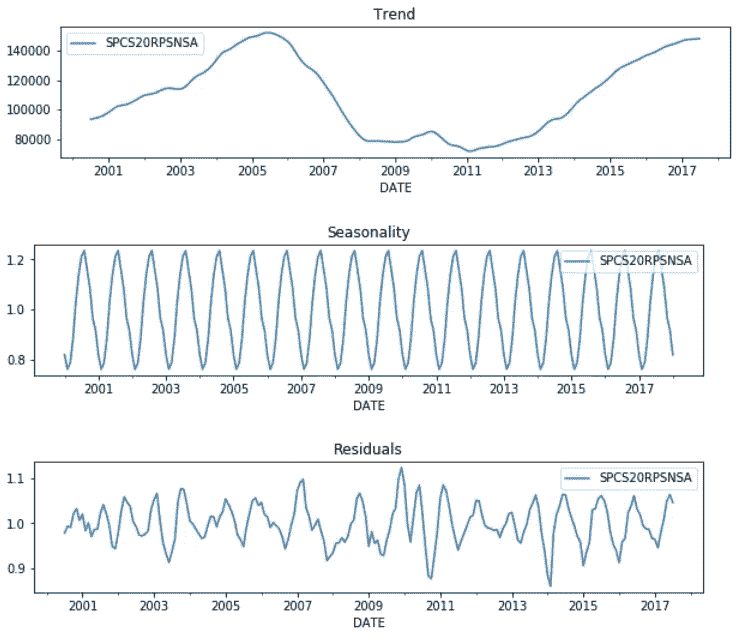 Trend
SPCS20RPSNSA
140000
120000
100000
80000
2001 2003 2005 2007 2009 2011 2013 2015 2017
DATE
Seasonality
SPCS20RPSNSA
1.2
1.0
0.8
2001 2003 2005 2007 2009 2011 2013 2015 2017
DATE
Residuals
SPCS20RPSNSA
1.1
1.0
0.9
2001 2003 2005 2007 2009 2011 2013 2015 2017
DATE